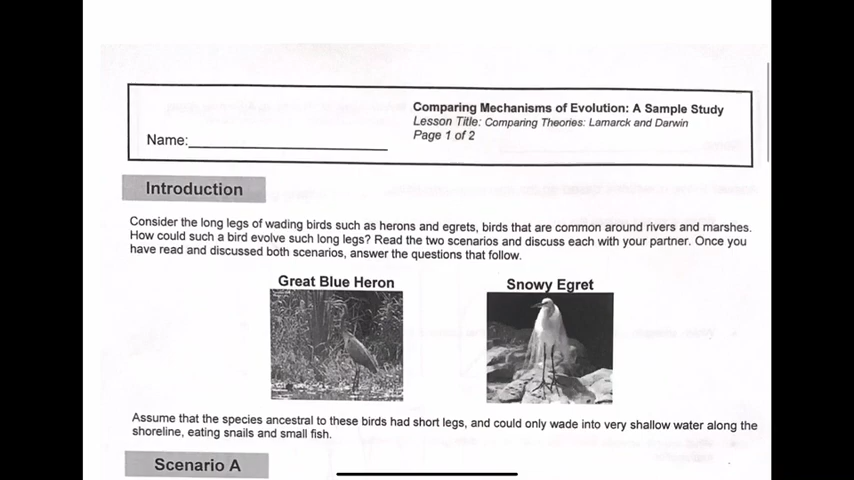 Comparing Mechanisms of Evolution: A Sample Study
Lesson Title: Comparing Theories: Lamarck and Darwin
Page 1 of 2
Name:
Introduction
Consider the long legs of wading birds such as herons and egrets, birds that are common around rivers and marshes.
How could such a bird evolve such long legs? Read the two scenarios and discuss each with your partner. Once you
have read and discussed both scenarios, answer the questions that follow.
Great Blue Heron
Snowy Egret
Assume that the species ancestral to these birds had short legs, and could only wade into very shallow water along the
shoreline, eating snails and small fish.
Scenario A